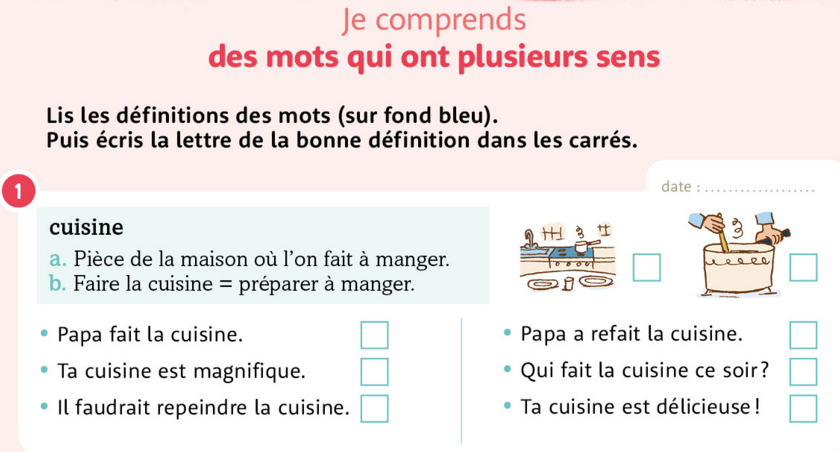 Je comprends
des mots qui ont plusieurs sens
Lis les définitions des mots (sur fond bleu).
Puis écris la lettre de la bonne définition dans les carrés.
date : ...................
1
cuisine
a. Pièce de la maison où l’on fait à manger.
b. Faire la cuisine = préparer à manger.
• Papa fait la cuisine.
• Ta cuisine est magnifique.
• Il faudrait repeindre la cuisine.
• Papa a refait la cuisine.
• Qui fait la cuisine ce soir ?
• Ta cuisine est délicieuse !